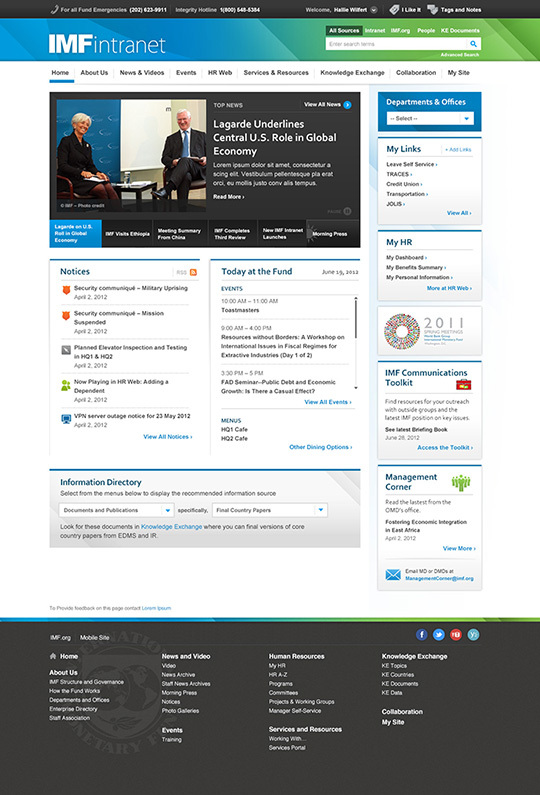 For all Fund Emergencies (202) 623-9911
Integrity Hotline 1(800) 548-5384
Welcome, Hallie Wilfert
I Like It
Tags and Notes
IMF intranet
All Sources Intranet IMF.org People KE Documents
Enter search terms
Advanced Search
Home About Us News & Videos Events HR Web Services & Resources Knowledge Exchange Collaboration My Site
TOP NEWS
View All News
Lagarde Underlines
Central U.S. Role in Global
Economy
Lorem ipsum dolor sit amet, consectetur a
scing elit. Vestibulum pellentesque pla erat
orci, eu mollis justo conv alis tempus.
Read More ›
© IMF – Photo credit
Lagarde on U.S.
Roll in Global
Economy
IMF Visits Ethiopia
Meeting Summary
From China
IMF Completes
Third Review
New IMF Intranet
Launches
Morning Press
Departments & Offices
-- Select --
My Links
+ Add Links
Leave Self Service ›
TRACES ›
Credit Union ›
Transportation ›
JOLIS ›
View All ›
My HR
My Dashboard ›
My Benefits Summary ›
My Personal Information ›
More at HR Web ›
2011
SPRING MEETINGS
World Bank Group
International Monetary Fund
Washington, DC
IMF Communications
Toolkit
Find resources for your outreach
with outside groups and the
latest IMF position on key issues.
See latest Briefing Book
June 28, 2012
Access the Toolkit ›
Management
Corner
Read the lastest from the
OMD's office.
Fostering Economic Integration
in East Africa
April 2, 2012
View More ›
Email MD or DMDs at
ManagementCorner@imf.org
Notices
RSS
Security communiqué – Military Uprising
April 2, 2012
Security communiqué – Mission
Suspended
April 2, 2012
Planned Elevator Inspection and Testing
in HQ1 & HQ2
April 2, 2012
Now Playing in HR Web: Adding a
Dependent
April 2, 2012
VPN server outage notice for 23 May 2012
April 2, 2012
View All Notices ›
Today at the Fund
June 19, 2012
EVENTS
10:00 AM – 11:00 AM
Toastmasters
9:00 AM – 4:00 PM
Resources without Borders: A Workshop on
International Issues in Fiscal Regimes for
Extractive Industries (Day 1 of 2)
3:30 PM – 5 PM
FAD Seminar--Public Debt and Economic
Growth: Is There a Casual Effect?
View All Events ›
MENUS
HQ1 Cafe
HQ2 Cafe
Other Dining Options ›
Information Directory
Select from the menus below to display the recommended information source
Documents and Publications
specifically,
Final Country Papers
Look for these documents in Knowledge Exchange where you can final versions of core
country papers from EDMS and IR.
To Provide feedback on this page contact Lorem Ipsum
IMF.org Mobile Site
Home
About Us
IMF Structure and Governance
How the Fund Works
Departments and Offices
Enterprise Directory
Staff Association
News and Video
Video
News Archive
Staff News Archives
Morning Press
Notices
Photo Galleries
Events
Training
Human Resources
My HR
HR A-Z
Programs
Committees
Projects & Working Groups
Manager Self-Service
Services and Resources
Working With...
Services Portal
Knowledge Exchange
KE Topics
KE Countries
KE Documents
KE Data
Collaboration
My Site